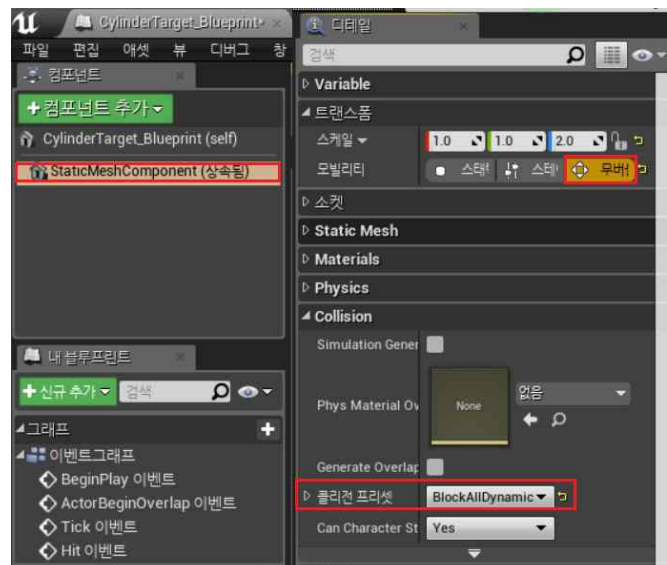 CylinderTarget_Blueprint*
파일 편집 애셋 뷰 디버그 창
컴포넌트
+컴포넌트 추가
CylinderTarget_Blueprint (self)
StaticMeshComponent (상속됨)
내 블루프린트
+신규 추가 검색
그래프
이벤트그래프
BeginPlay 이벤트
ActorBeginOverlap 이벤트
Tick 이벤트
Hit 이벤트
디테일
검색
Variable
트랜스폼
스케일 1.0 1.0 2.0
모빌리티 스태 스테 무버
소켓
Static Mesh
Materials
Physics
Collision
Simulation Gener
Phys Material Ov None 없음
Generate Overlap
콜리전 프리셋 BlockAllDynamic
Can Character St Yes